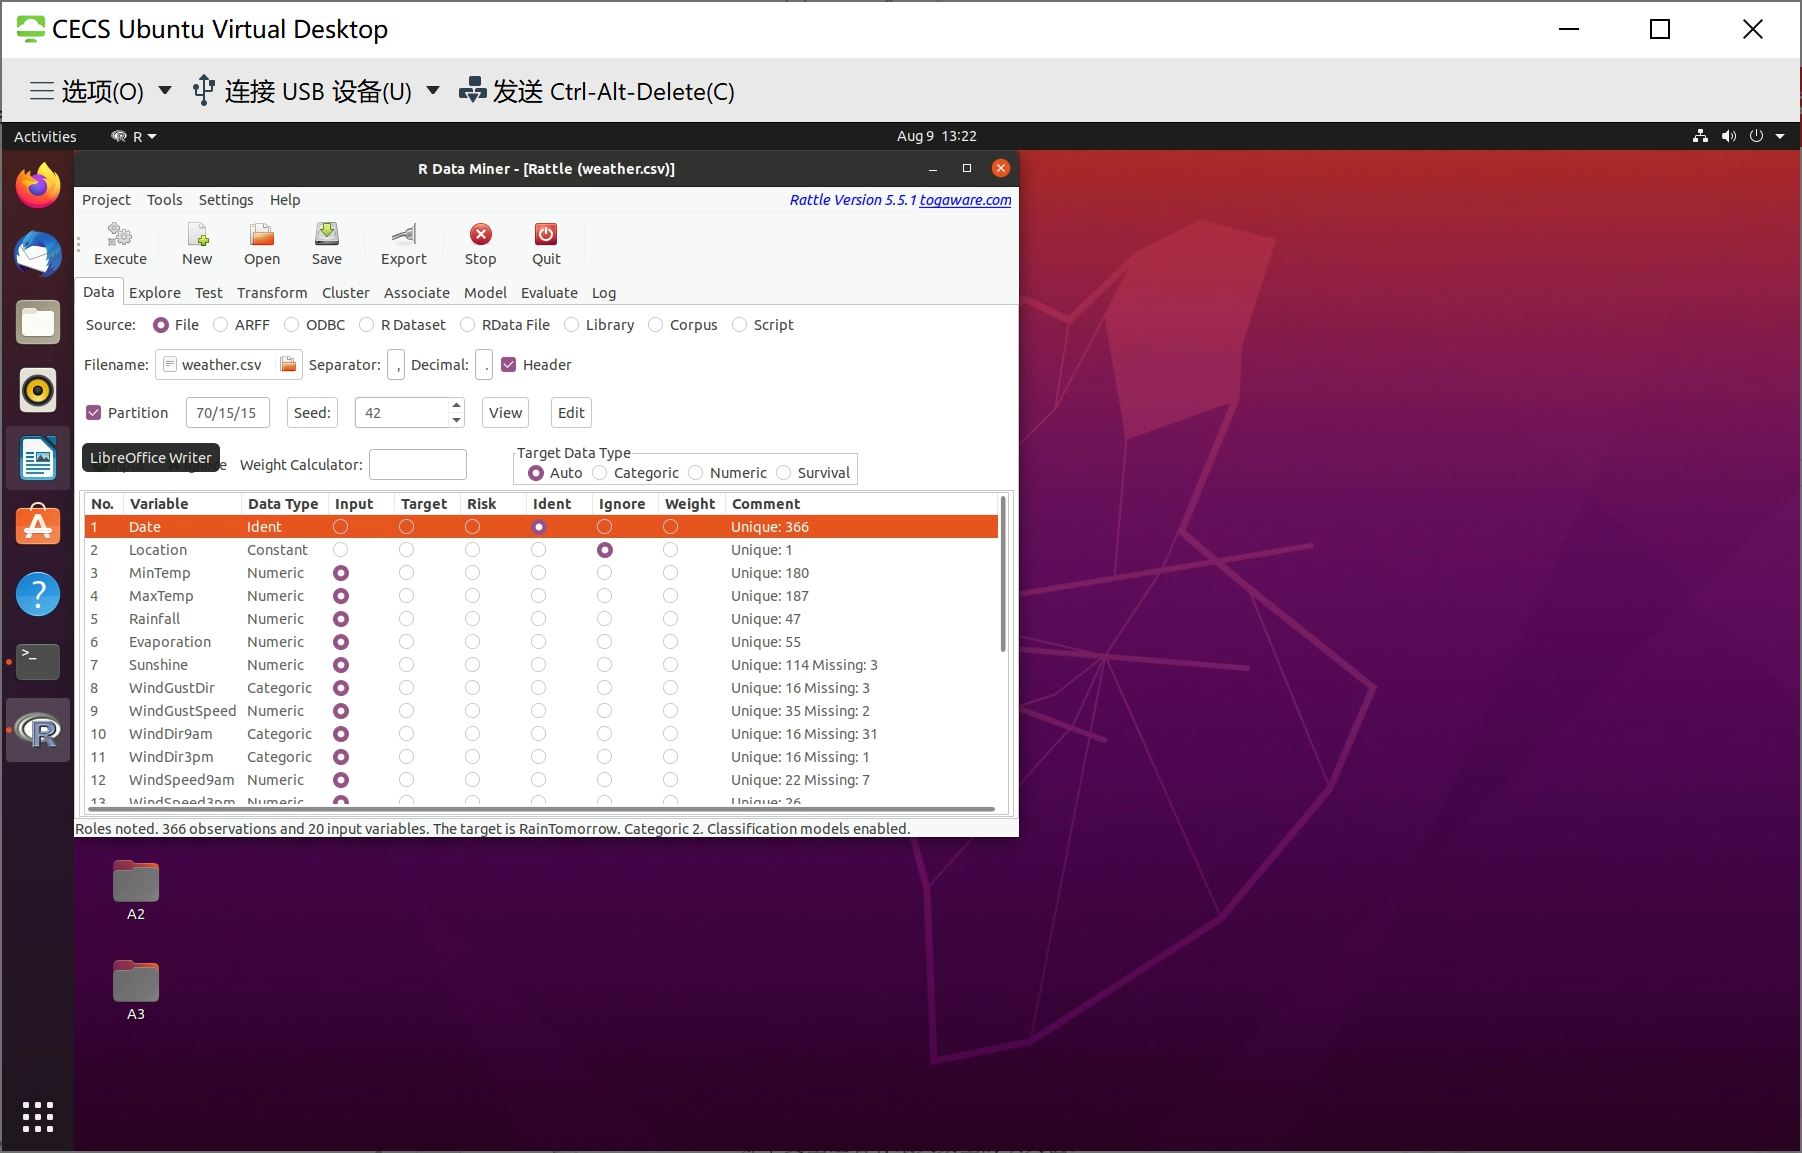 CECS Ubuntu Virtual Desktop
选项(O) 连接 USB 设备(U) 发送 Ctrl-Alt-Delete(C)
Activities R Aug 9 13:22
R Data Miner - [Rattle (weather.csv)]
Project Tools Settings Help Rattle Version 5.5.1 togaware.com
Execute New Open Save Export Stop Quit
Data Explore Test Transform Cluster Associate Model Evaluate Log
Source: File ARFF ODBC R Dataset RData File Library Corpus Script
Filename: weather.csv Separator: , Decimal: . Header
Partition 70/15/15 Seed: 42 View Edit
Target Data Type
LibreOffice Writer Weight Calculator: Auto Categoric Numeric Survival
No. Variable Data Type Input Target Risk Ident Ignore Weight Comment
1 Date Ident Unique: 366
2 Location Constant Unique: 1
3 MinTemp Numeric Unique: 180
4 MaxTemp Numeric Unique: 187
5 Rainfall Numeric Unique: 47
6 Evaporation Numeric Unique: 55
7 Sunshine Numeric Unique: 114 Missing: 3
8 WindGustDir Categoric Unique: 16 Missing: 3
9 WindGustSpeed Numeric Unique: 35 Missing: 2
10 WindDir9am Categoric Unique: 16 Missing: 31
11 WindDir3pm Categoric Unique: 16 Missing: 1
12 WindSpeed9am Numeric Unique: 22 Missing: 7
13 WindSpeed3pm Numeric Unique: 26
Roles noted. 366 observations and 20 input variables. The target is RainTomorrow. Categoric 2. Classification models enabled.
A2
A3